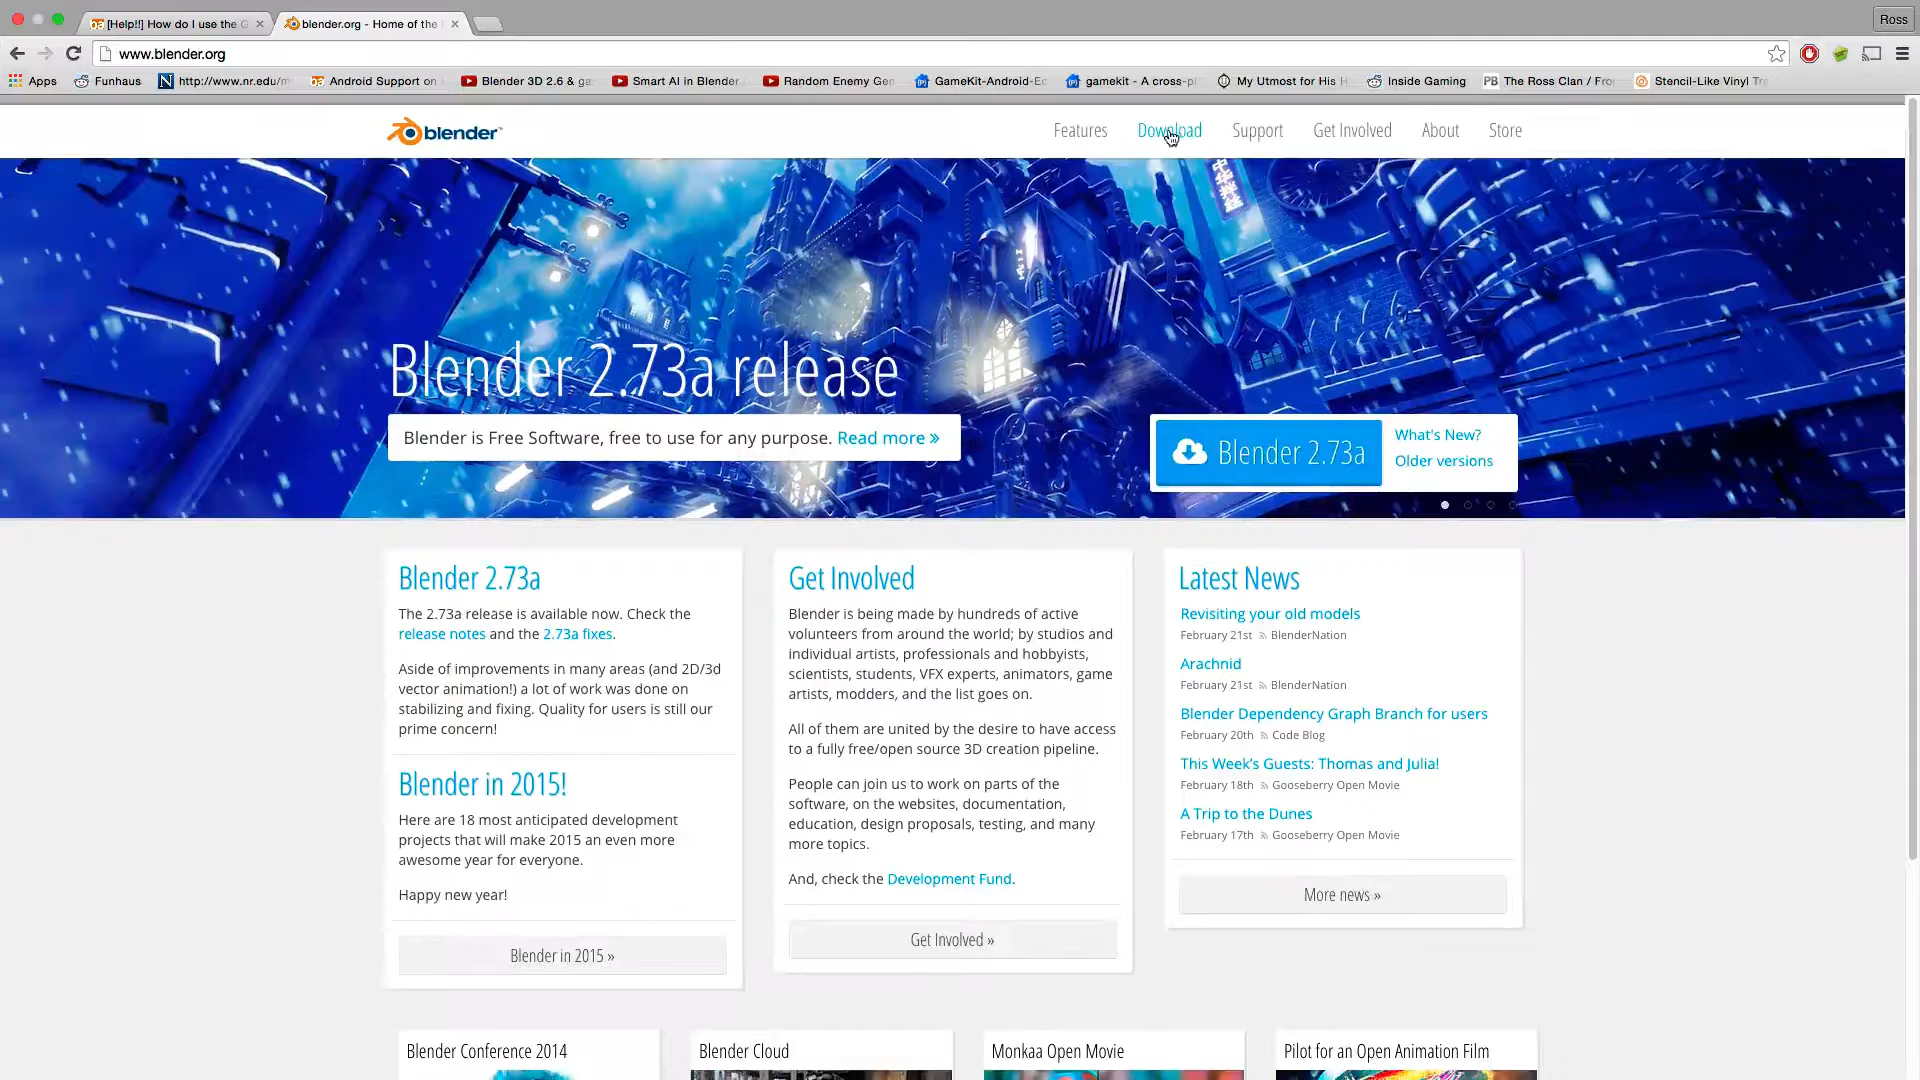 [Help!!] How do I use the G
blender.org - Home of the
Ross
www.blender.org
Apps Funhaus http://www.nr.edu/m Android Support on Blender 3D 2.6 & ga Smart AI in Blender Random Enemy Gen GameKit-Android-Ec gamekit - A cross-pl My Utmost for His H Inside Gaming The Ross Clan / Fro Stencil-Like Vinyl Tr
blender
Features Download Support Get Involved About Store
Blender 2.73a release
Blender is Free Software, free to use for any purpose. Read more »
Blender 2.73a
What's New?
Older versions
Blender 2.73a
The 2.73a release is available now. Check the
release notes and the 2.73a fixes.
Aside of improvements in many areas (and 2D/3d
vector animation!) a lot of work was done on
stabilizing and fixing. Quality for users is still our
prime concern!
Blender in 2015!
Here are 18 most anticipated development
projects that will make 2015 an even more
awesome year for everyone.
Happy new year!
Blender in 2015 »
Get Involved
Blender is being made by hundreds of active
volunteers from around the world; by studios and
individual artists, professionals and hobbyists,
scientists, students, VFX experts, animators, game
artists, modders, and the list goes on.
All of them are united by the desire to have access
to a fully free/open source 3D creation pipeline.
People can join us to work on parts of the
software, on the websites, documentation,
education, design proposals, testing, and many
more topics.
And, check the Development Fund.
Get Involved »
Latest News
Revisiting your old models
February 21st BlenderNation
Arachnid
February 21st BlenderNation
Blender Dependency Graph Branch for users
February 20th Code Blog
This Week's Guests: Thomas and Julia!
February 18th Gooseberry Open Movie
A Trip to the Dunes
February 17th Gooseberry Open Movie
More news »
Blender Conference 2014
Blender Cloud
Monkaa Open Movie
Pilot for an Open Animation Film